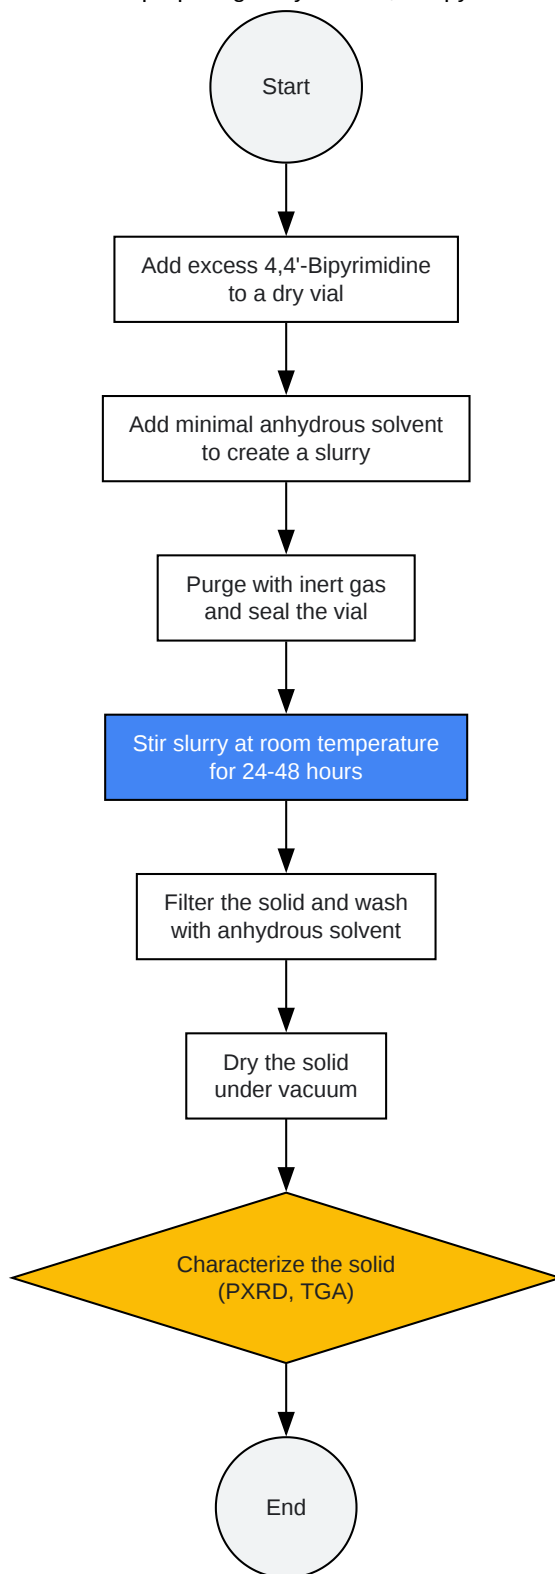 Start
Add excess 4,4'-Bipyrimidine
to a dry vial
Add minimal anhydrous solvent
to create a slurry
Purge with inert gas
and seal the vial
Stir slurry at room temperature
for 24-48 hours
Filter the solid and wash
with anhydrous solvent
Dry the solid
under vacuum
Characterize the solid
(PXRD, TGA)
End